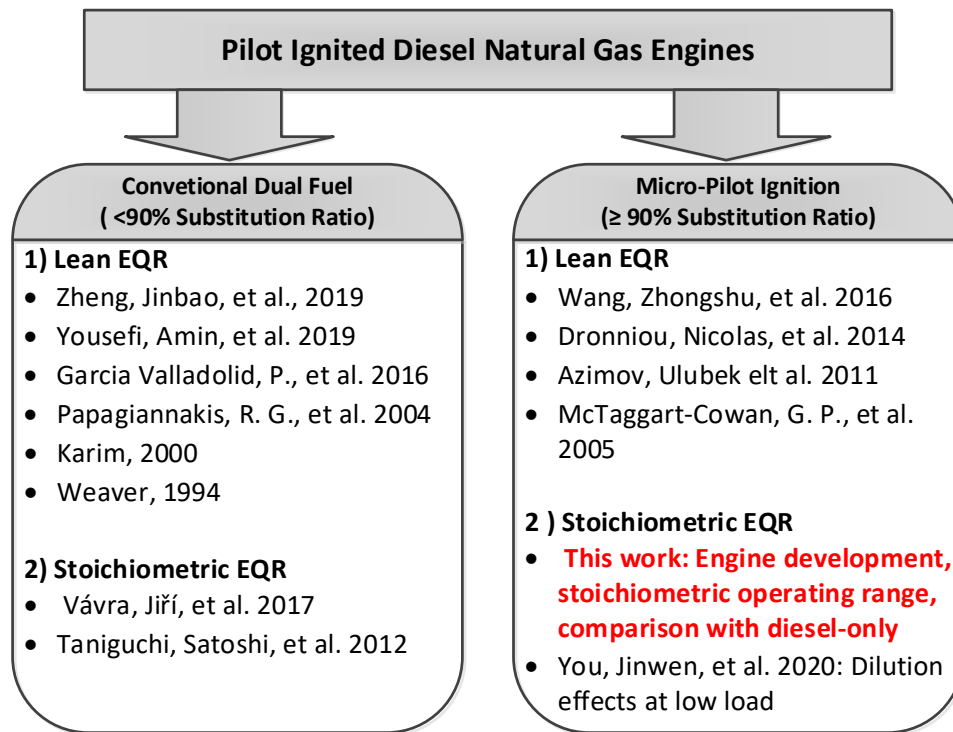 Pilot Ignited Diesel Natural Gas Engines
Convetional Dual Fuel
( <90% Substitution Ratio)
1) Lean EQR
• Zheng, Jinbao, et al., 2019
• Yousefi, Amin, et al. 2019
• Garcia Valladolid, P., et al. 2016
• Papagiannakis, R. G., et al. 2004
• Karim, 2000
• Weaver, 1994
2) Stoichiometric EQR
• Vávra, Jiří, et al. 2017
• Taniguchi, Satoshi, et al. 2012
Micro-Pilot Ignition
(≥ 90% Substitution Ratio)
1) Lean EQR
• Wang, Zhongshu, et al. 2016
• Dronniou, Nicolas, et al. 2014
• Azimov, Ulubek elt al. 2011
• McTaggart-Cowan, G. P., et al.
2005
2 ) Stoichiometric EQR
• This work: Engine development,
stoichiometric operating range,
comparison with diesel-only
• You, Jinwen, et al. 2020: Dilution
effects at low load